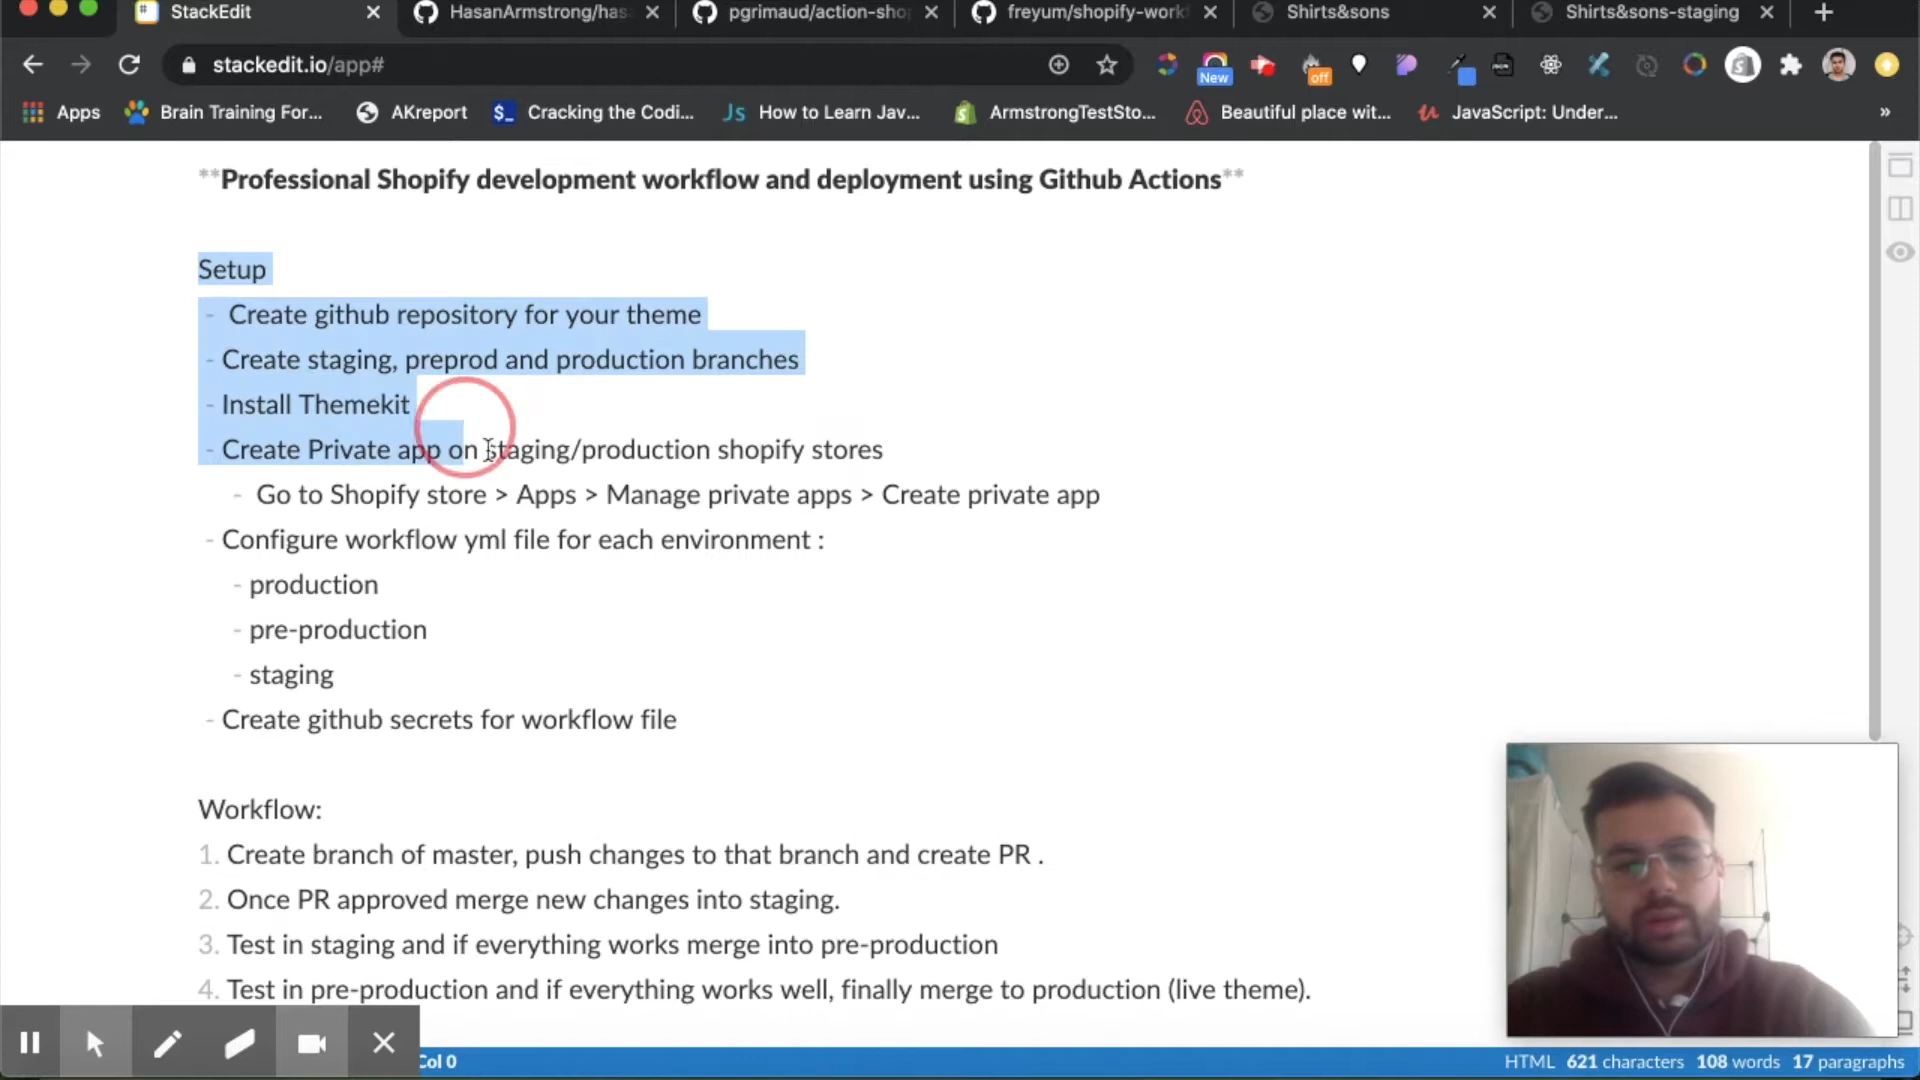 StackEdit
HasanArmstrong/has
pgrimaud/action-sho
freyum/shopify-work
Shirts&sons
Shirts&sons-staging
stackedit.io/app#
New
off
Apps
Brain Training For...
AKreport
Cracking the Codi...
Js
How to Learn Jav...
ArmstrongTestSto...
Beautiful place wit...
JavaScript: Under...
»
**Professional Shopify development workflow and deployment using Github Actions**
Setup
- Create github repository for your theme
- Create staging, preprod and production branches
- Install Themekit
- Create Private app on staging/production shopify stores
- Go to Shopify store > Apps > Manage private apps > Create private app
- Configure workflow yml file for each environment :
- production
- pre-production
- staging
- Create github secrets for workflow file
Workflow:
1. Create branch of master, push changes to that branch and create PR .
2. Once PR approved merge new changes into staging.
3. Test in staging and if everything works merge into pre-production
4. Test in pre-production and if everything works well, finally merge to production (live theme).
Col 0
HTML 621 characters 108 words 17 paragraphs